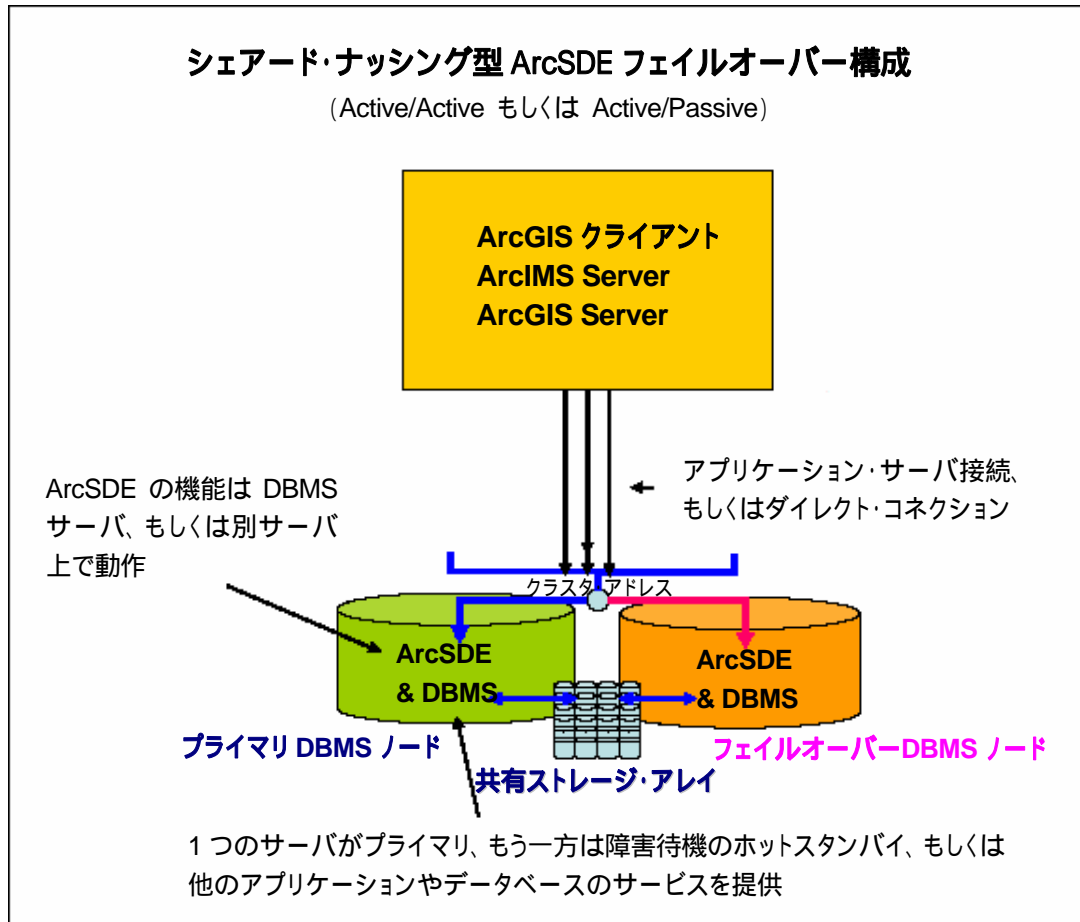 シェアード・ナッシング型 ArcSDE フェイルオーバー構成
(Active/Active もしくは Active/Passive)
ArcGIS クライアント
ArcIMS Server
ArcGIS Server
アプリケーション・サーバ接続、
もしくはダイレクト・コネクション
ArcSDE の機能は DBMS
サーバ、もしくは別サーバ
上で動作
クラスタ アドレス
ArcSDE
& DBMS
ArcSDE
& DBMS
プライマリ DBMS ノード
フェイルオーバーDBMS ノード
共有ストレージ・アレイ
1 つのサーバがプライマリ、もう一方は障害待機のホットスタンバイ、もしくは
他のアプリケーションやデータベースのサービスを提供